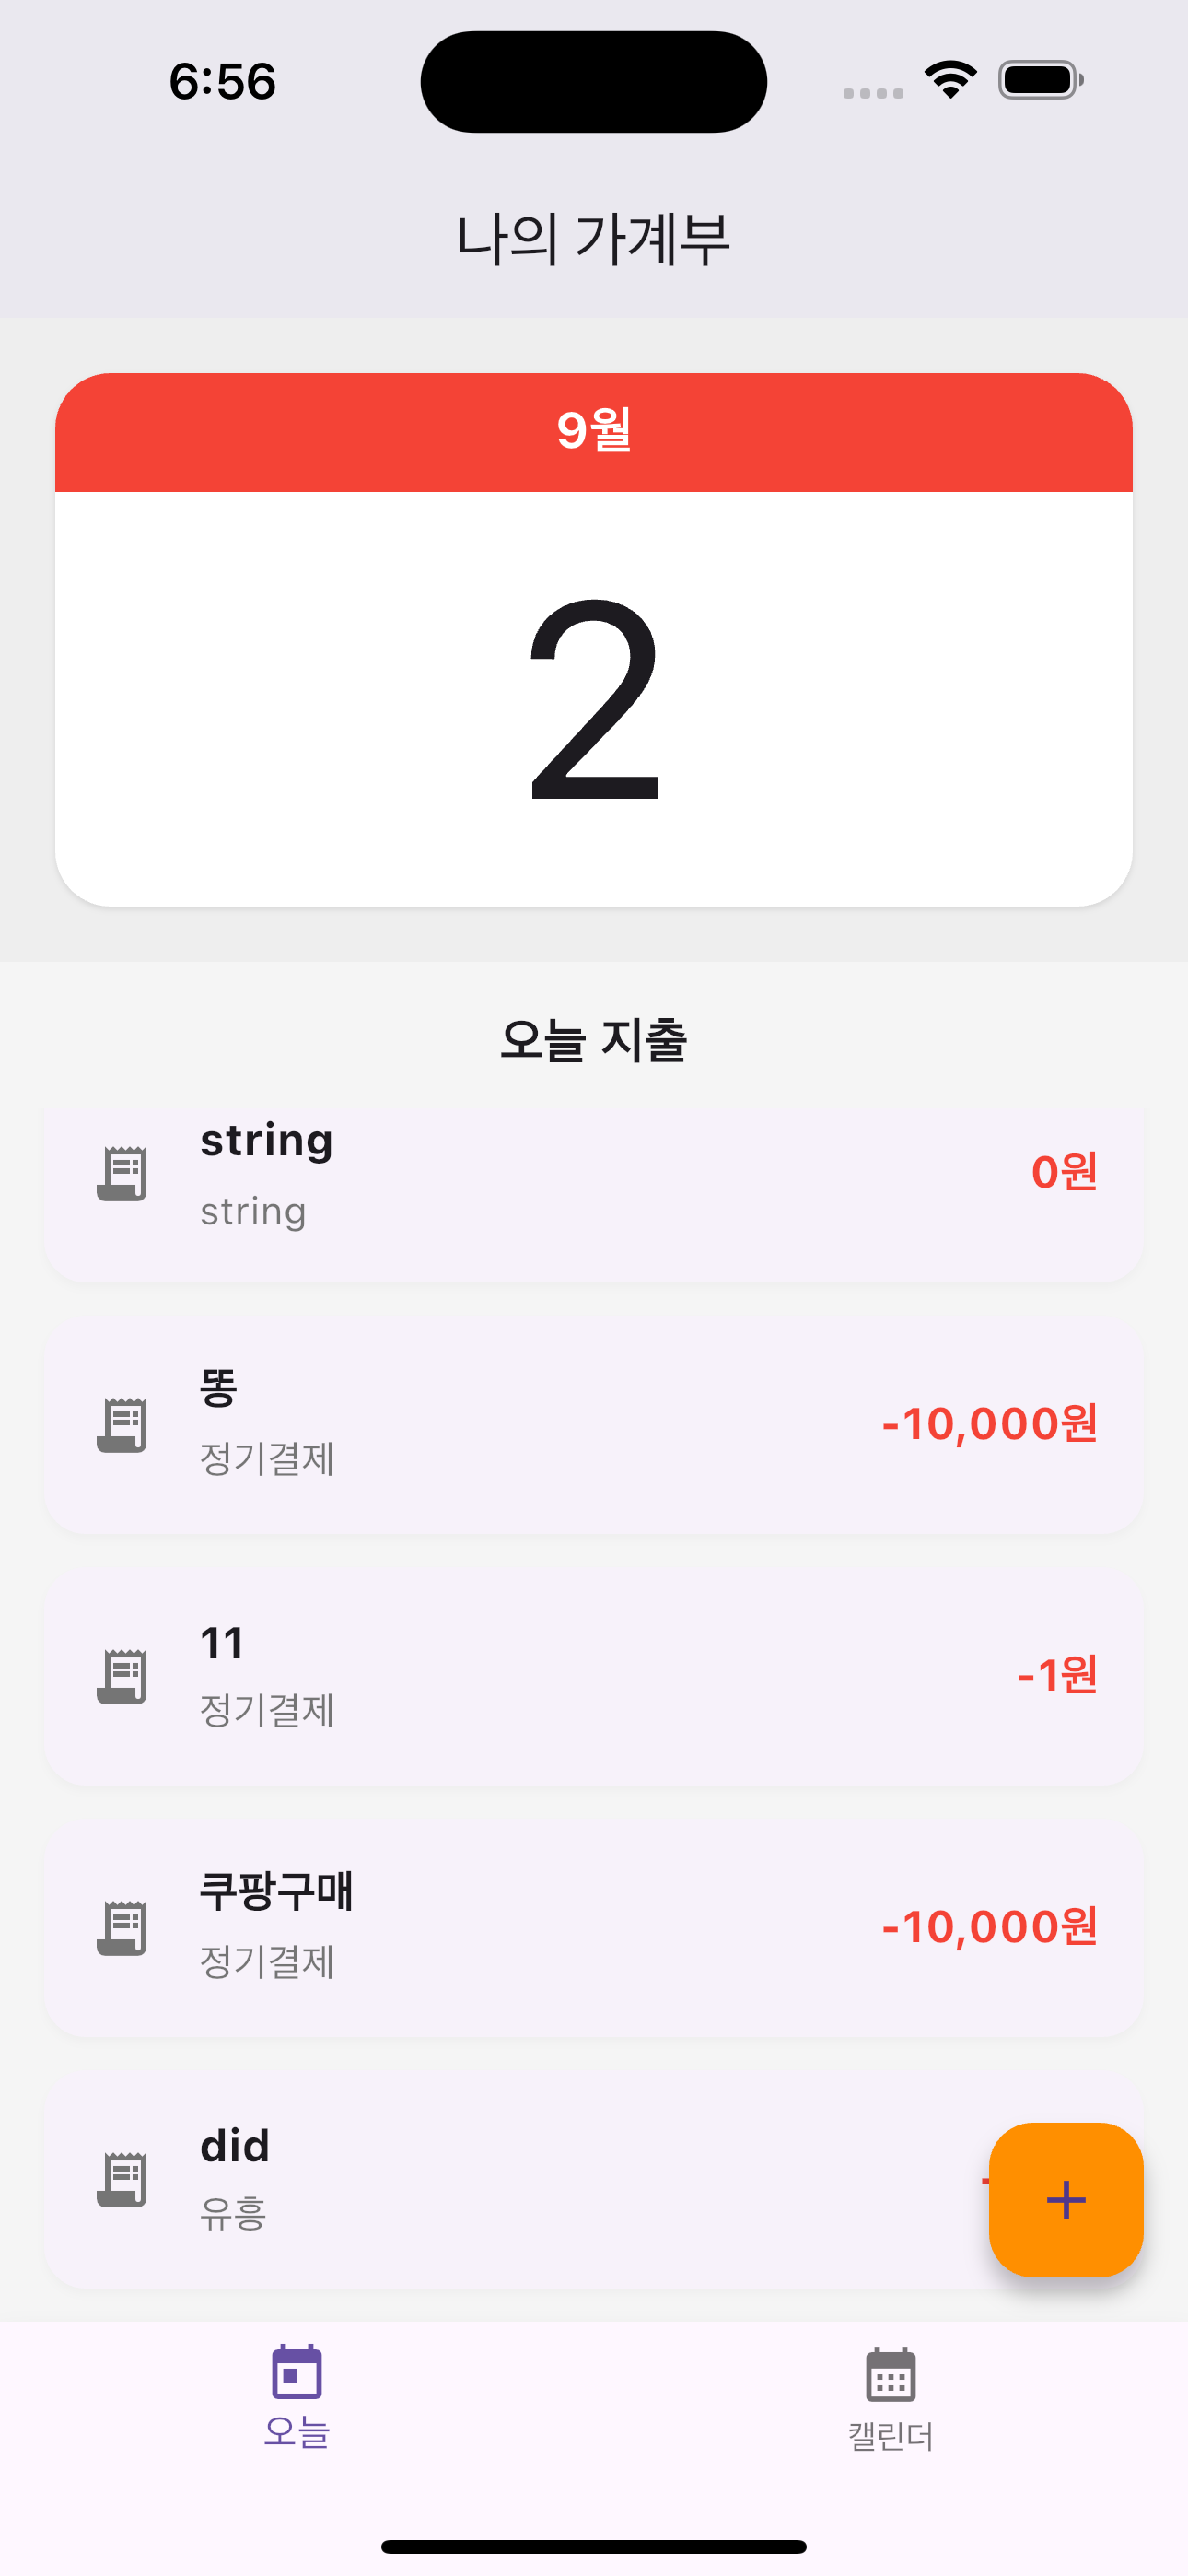 6:56
나의 가계부
9월
2
오늘 지출
string
0원
string
똥
-10,000원
정기결제
11
-1원
정기결제
쿠팡구매
-10,000원
정기결제
did
유흥
+
오늘
캘린더